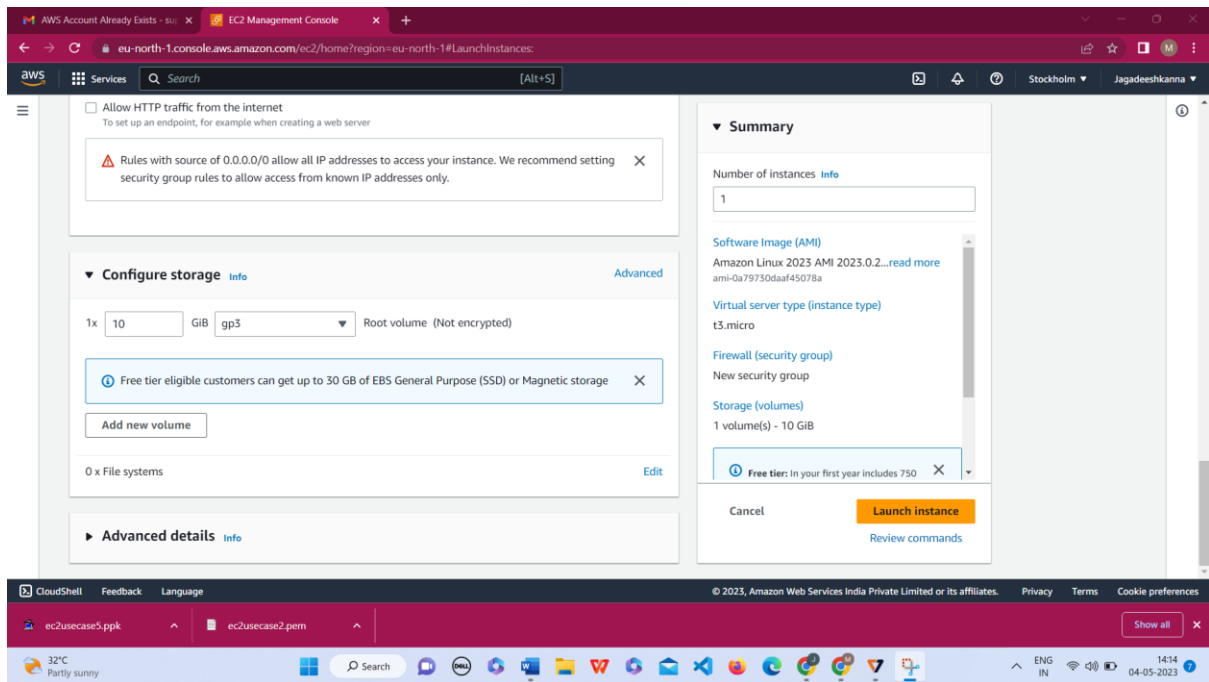 AWS Account Already Exists - sup
EC2 Management Console
eu-north-1.console.aws.amazon.com/ec2/home?region=eu-north-1#LaunchInstances:
M
aws
Services
Search
[Alt+S]
Stockholm
Jagadeeshkanna
Allow HTTP traffic from the internet
To set up an endpoint, for example when creating a web server
Rules with source of 0.0.0.0/0 allow all IP addresses to access your instance. We recommend setting
security group rules to allow access from known IP addresses only.
Configure storage Info
Advanced
1x 10 GiB gp3 Root volume (Not encrypted)
Free tier eligible customers can get up to 30 GB of EBS General Purpose (SSD) or Magnetic storage
Add new volume
0 x File systems
Edit
Advanced details Info
Summary
Number of instances Info
1
Software Image (AMI)
Amazon Linux 2023 AMI 2023.0.2...read more
ami-0a79730daaf45078a
Virtual server type (instance type)
t3.micro
Firewall (security group)
New security group
Storage (volumes)
1 volume(s) - 10 GiB
Free tier: In your first year includes 750
Cancel
Launch instance
Review commands
CloudShell Feedback Language
© 2023, Amazon Web Services India Private Limited or its affiliates. Privacy Terms Cookie preferences
ec2usecase5.ppk
ec2usecase2.pem
Show all
32°C
Partly sunny
Search
DELL
ENG
IN
14:14
04-05-2023
7